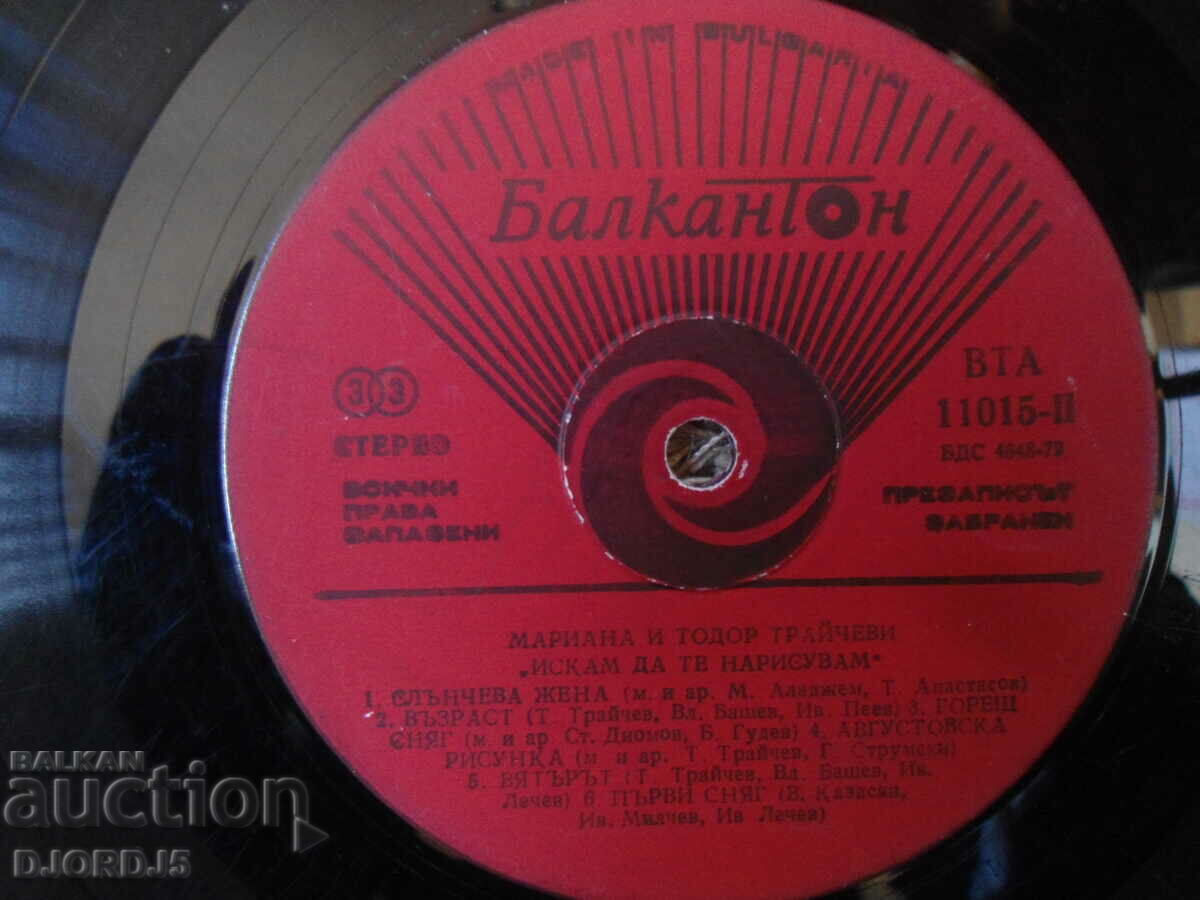 MADE IN BULGARIA
Балкантон
33
СТЕРЕО
ВСИЧКИ
ПРАВА
ЗАПАЗЕНИ
ВТА
11015-II
БДС 4648-79
ПРЕЗАПИСЪТ
ЗАБРАНЕН
МАРИАНА И ТОДОР ТРАЙЧЕВИ
„ИСКАМ ДА ТЕ НАРИСУВАМ“
1. СЛЪНЧЕВА ЖЕНА (м. и ар. М. Аладжем, Т. Анастасов)
2. ВЪЗРАСТ (Т. Трайчев, Вл. Башев, Ив. Пеев) 3. ГОРЕЩ
СНЯГ (м. и ар Ст. Диомов, Б. Гудев) 4. АВГУСТОВСКА
РИСУНКА (м. и ар. Т. Трайчев, Г. Струмски)
5. ВЯТЪРЪТ (Т. Трайчев, Вл. Башев, Ив.
Лечев) 6. ПЪРВИ СНЯГ (В. Казасян,
Ив. Милчев, Ив Лечев)
BALKAN
auction
DJORDJ5